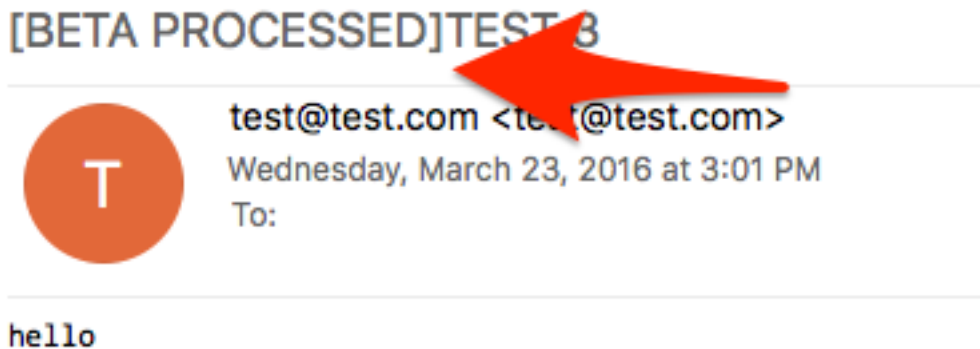 [BETA PROCESSED]TEST 3
T
test@test.com <test@test.com>
Wednesday, March 23, 2016 at 3:01 PM
To:
hello